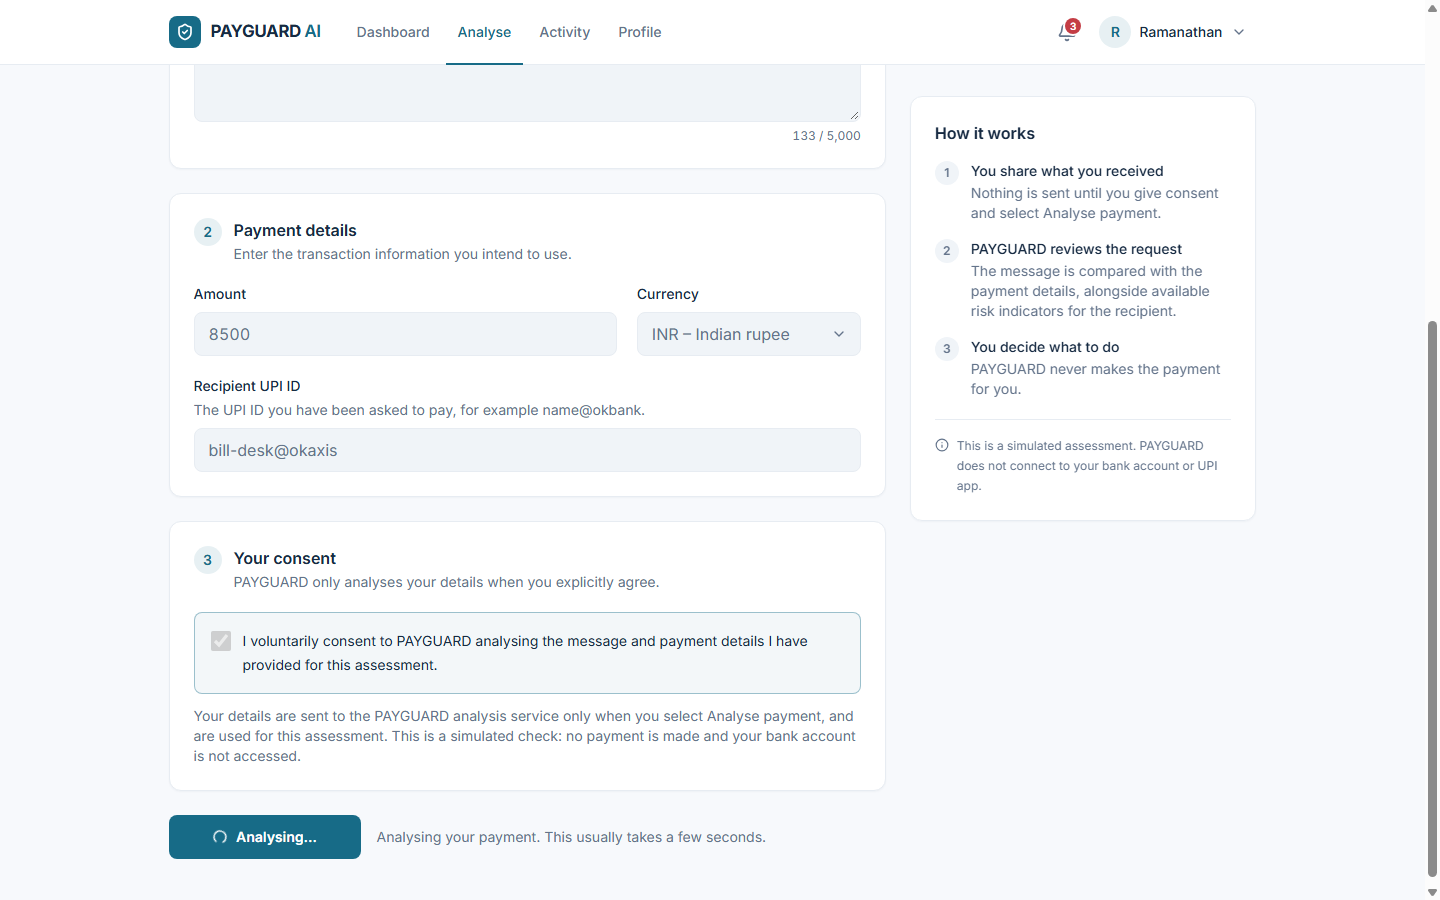 PAYGUARD AI
Dashboard
Analyse
Activity
Profile
3
R
Ramanathan
133 / 5,000
2
Payment details
Enter the transaction information you intend to use.
Amount
Currency
8500
INR – Indian rupee
Recipient UPI ID
The UPI ID you have been asked to pay, for example name@okbank.
bill-desk@okaxis
3
Your consent
PAYGUARD only analyses your details when you explicitly agree.
I voluntarily consent to PAYGUARD analysing the message and payment details I have
provided for this assessment.
Your details are sent to the PAYGUARD analysis service only when you select Analyse payment, and
are used for this assessment. This is a simulated check: no payment is made and your bank account
is not accessed.
Analysing...
Analysing your payment. This usually takes a few seconds.
How it works
1
You share what you received
Nothing is sent until you give consent
and select Analyse payment.
2
PAYGUARD reviews the request
The message is compared with the
payment details, alongside available
risk indicators for the recipient.
3
You decide what to do
PAYGUARD never makes the payment
for you.
This is a simulated assessment. PAYGUARD
does not connect to your bank account or UPI
app.